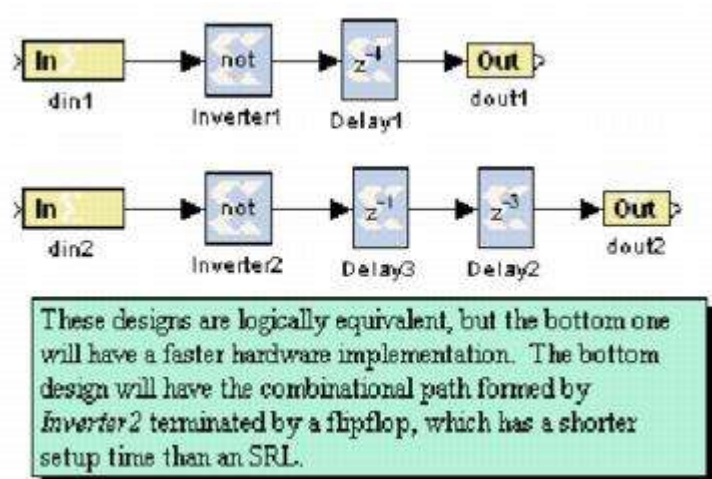 In not z⁻⁴ Out
din1 Inverter1 Delay1 dout1
In not z⁻¹ z⁻³ Out
din2 Inverter2 Delay3 Delay2 dout2
These designs are logically equivalent, but the bottom one
will have a faster hardware implementation. The bottom
design will have the combinational path formed by
Inverter2 terminated by a flipflop, which has a shorter
setup time than an SRL.